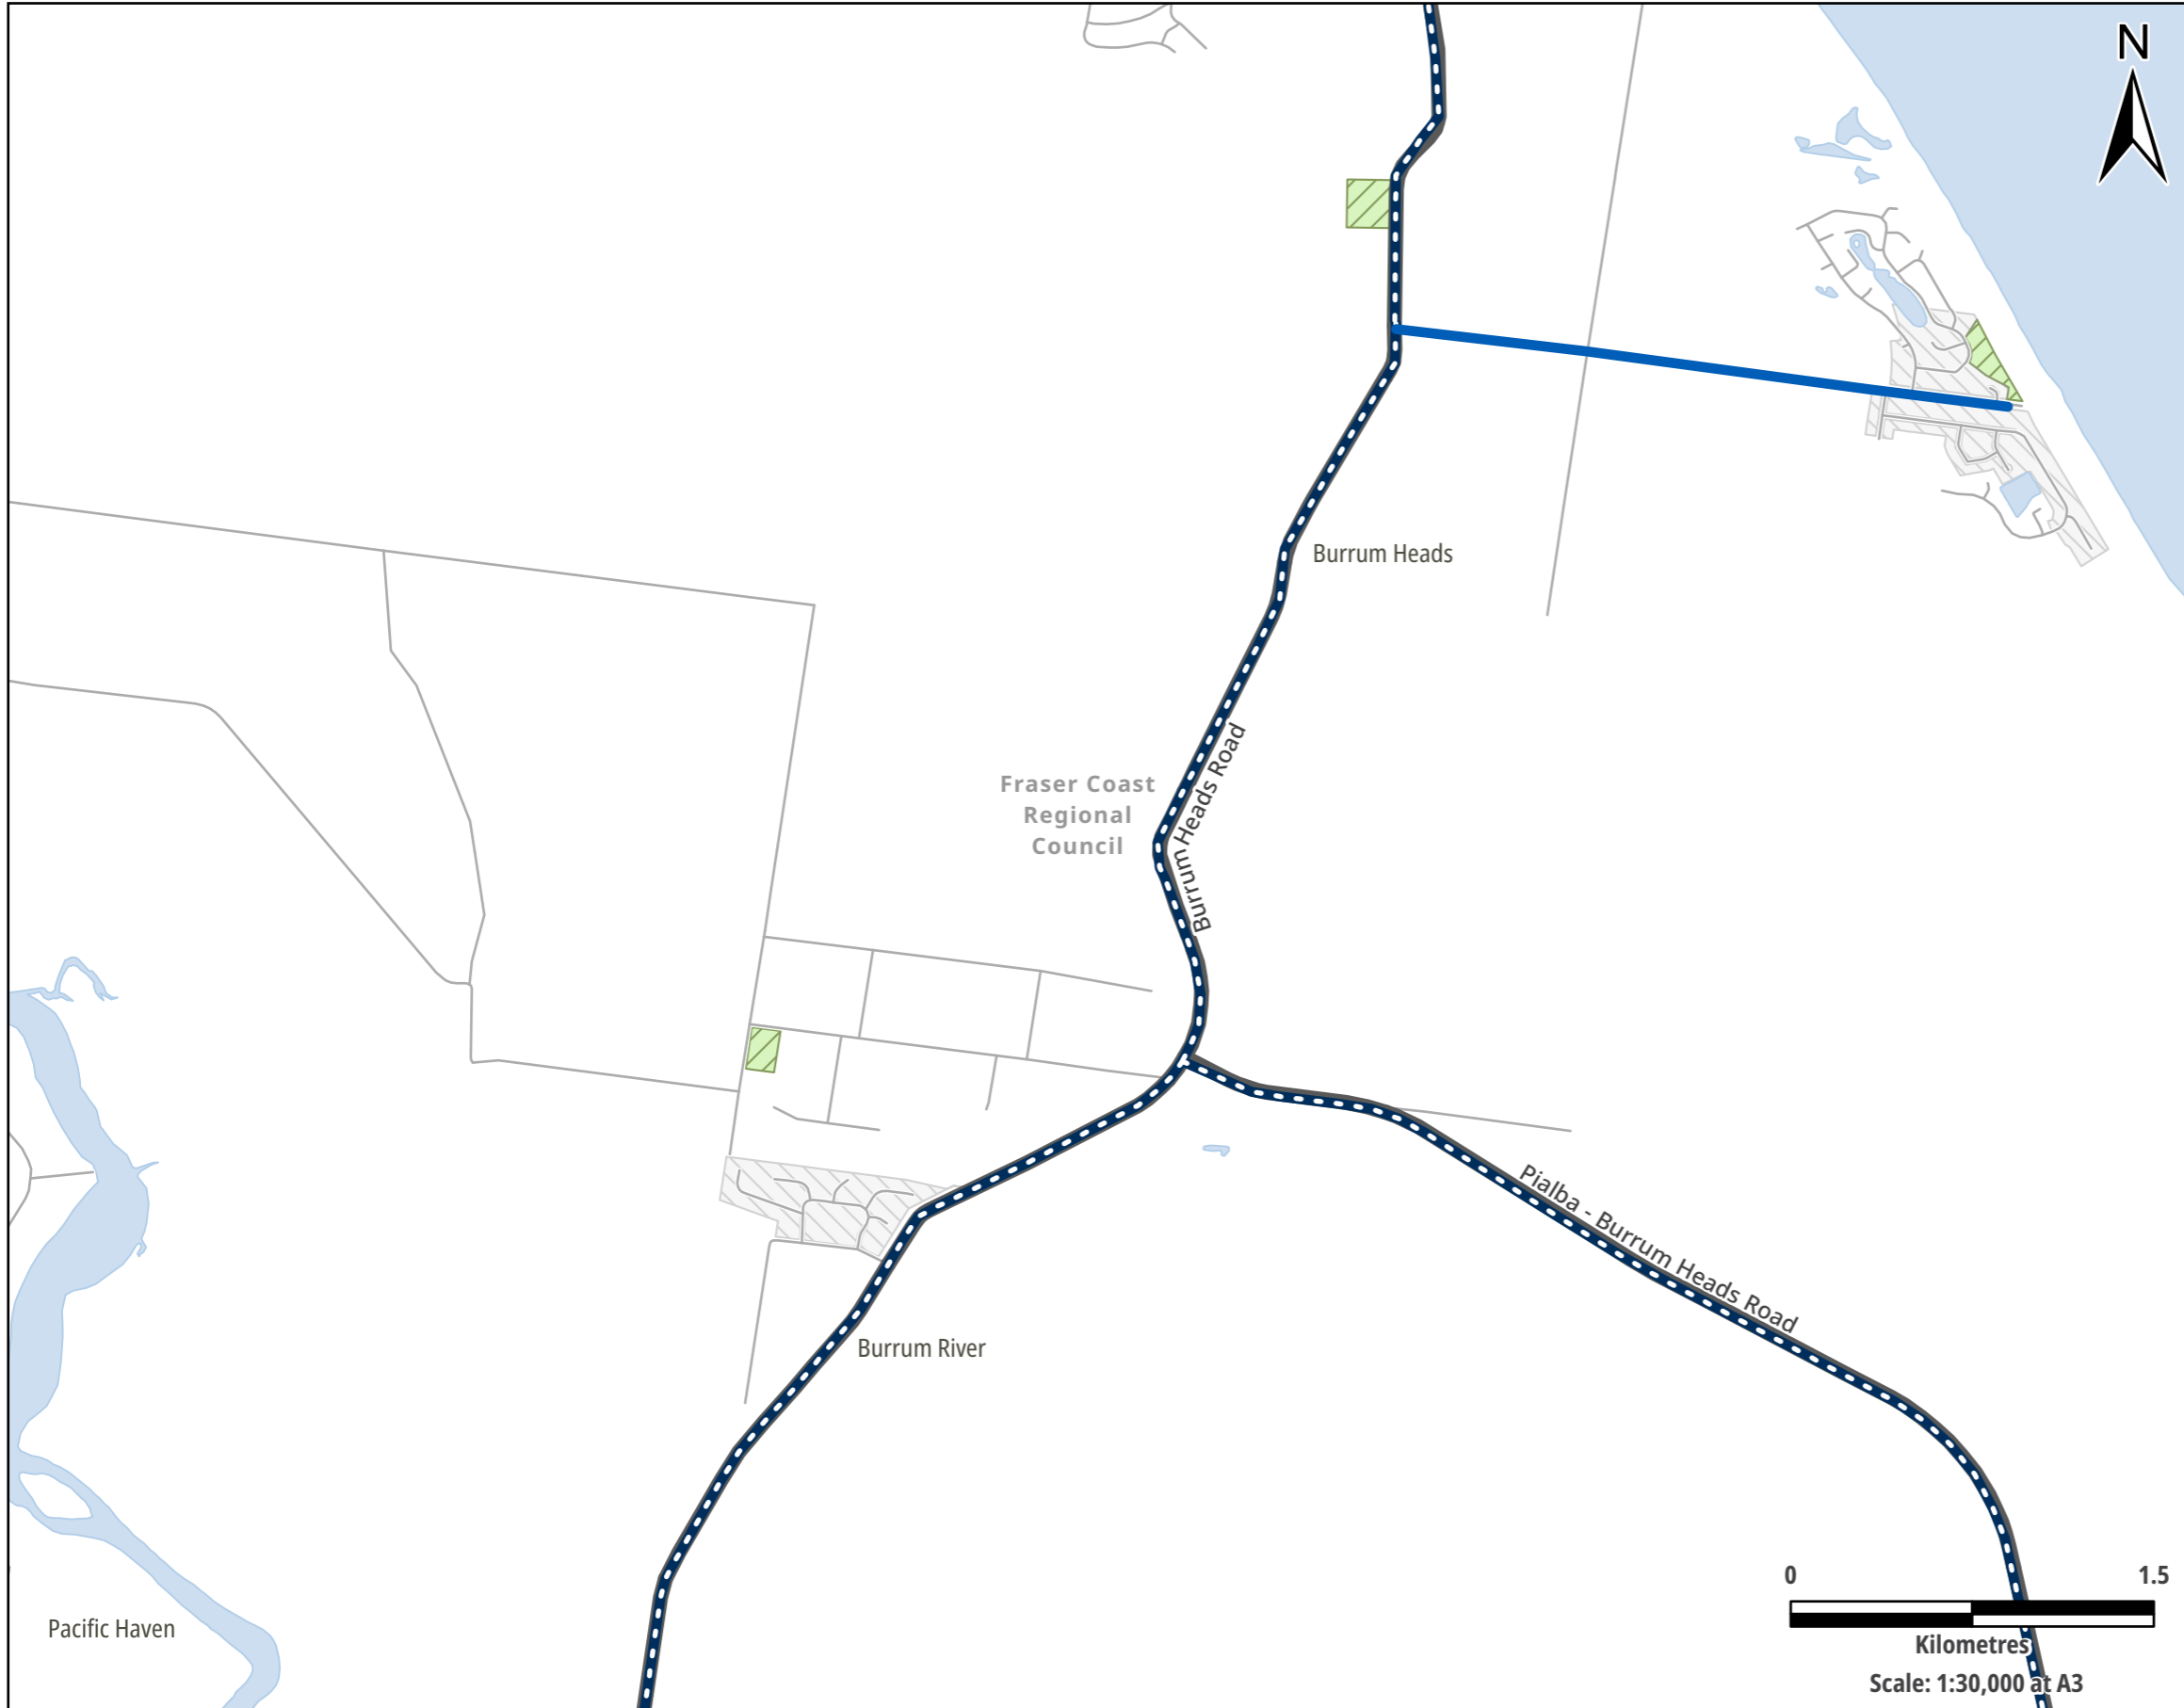 N
Burrum Heads
Burrum Heads Road
Fraser Coast
Regional
Council
Pialba - Burrum Heads Road
Burrum River
Pacific Haven
0 1.5
Kilometres
Scale: 1:30,000 at A3